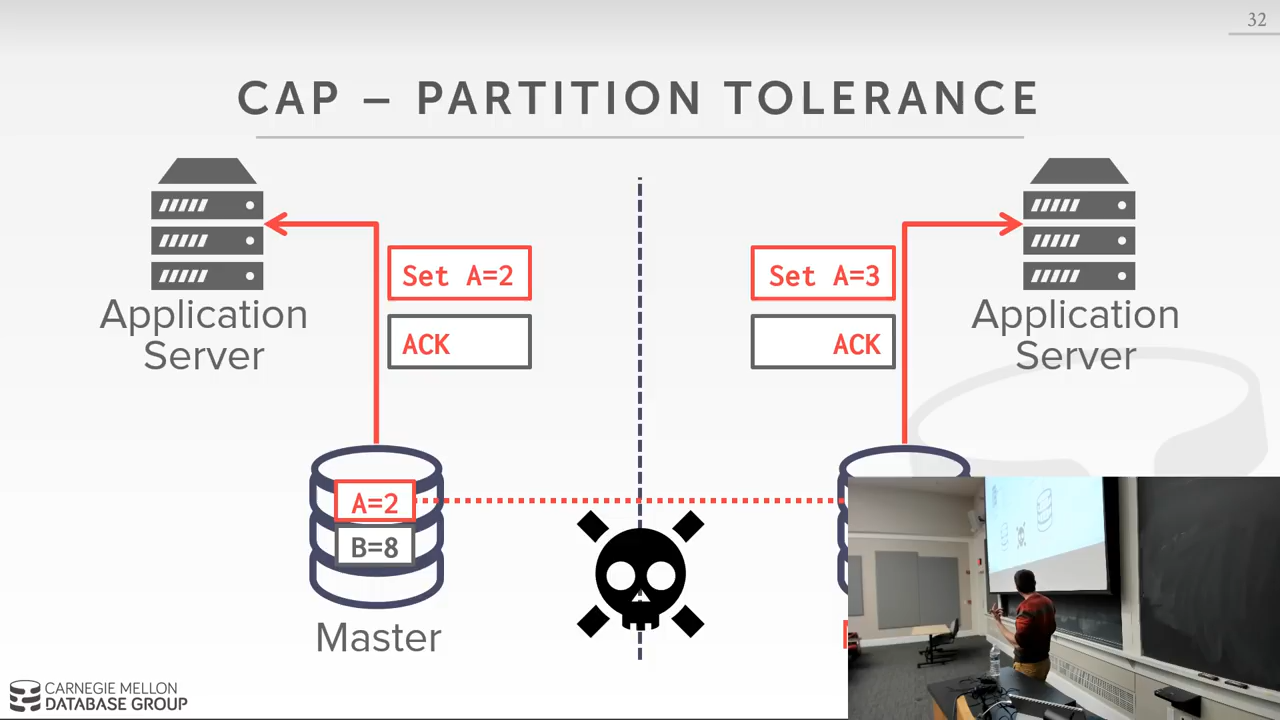 32
CAP – PARTITION TOLERANCE
Set A=2
Set A=3
ACK
ACK
Application
Server
Application
Server
A=2
B=8
Master
CARNEGIE MELLON
DATABASE GROUP